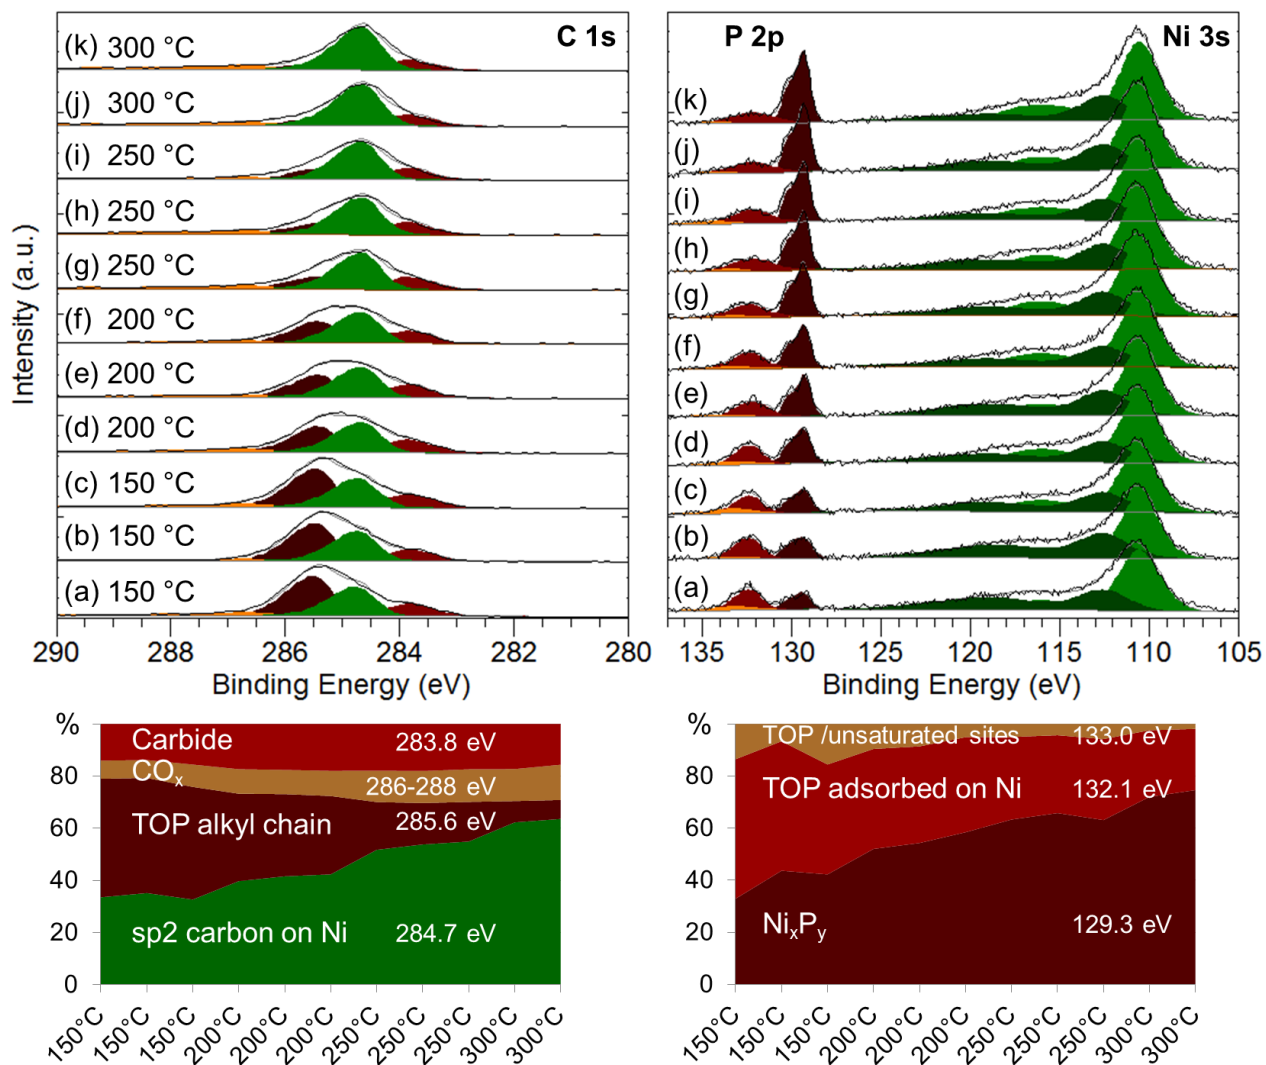 C 1s
(k) 300 °C
(j) 300 °C
(i) 250 °C
(h) 250 °C
(g) 250 °C
(f) 200 °C
(e) 200 °C
(d) 200 °C
(c) 150 °C
(b) 150 °C
(a) 150 °C
Intensity (a.u.)
290 288 286 284 282 280
Binding Energy (eV)
P 2p Ni 3s
(k)
(j)
(i)
(h)
(g)
(f)
(e)
(d)
(c)
(b)
(a)
135 130 125 120 115 110 105
Binding Energy (eV)
%
80
60
40
20
0
Carbide 283.8 eV
COx 286-288 eV
TOP alkyl chain 285.6 eV
sp2 carbon on Ni 284.7 eV
150°C 150°C 150°C 200°C 200°C 200°C 250°C 250°C 250°C 300°C 300°C
%
80
60
40
20
0
TOP /unsaturated sites 133.0 eV
TOP adsorbed on Ni 132.1 eV
NixPy 129.3 eV
150°C 150°C 150°C 200°C 200°C 200°C 250°C 250°C 250°C 300°C 300°C